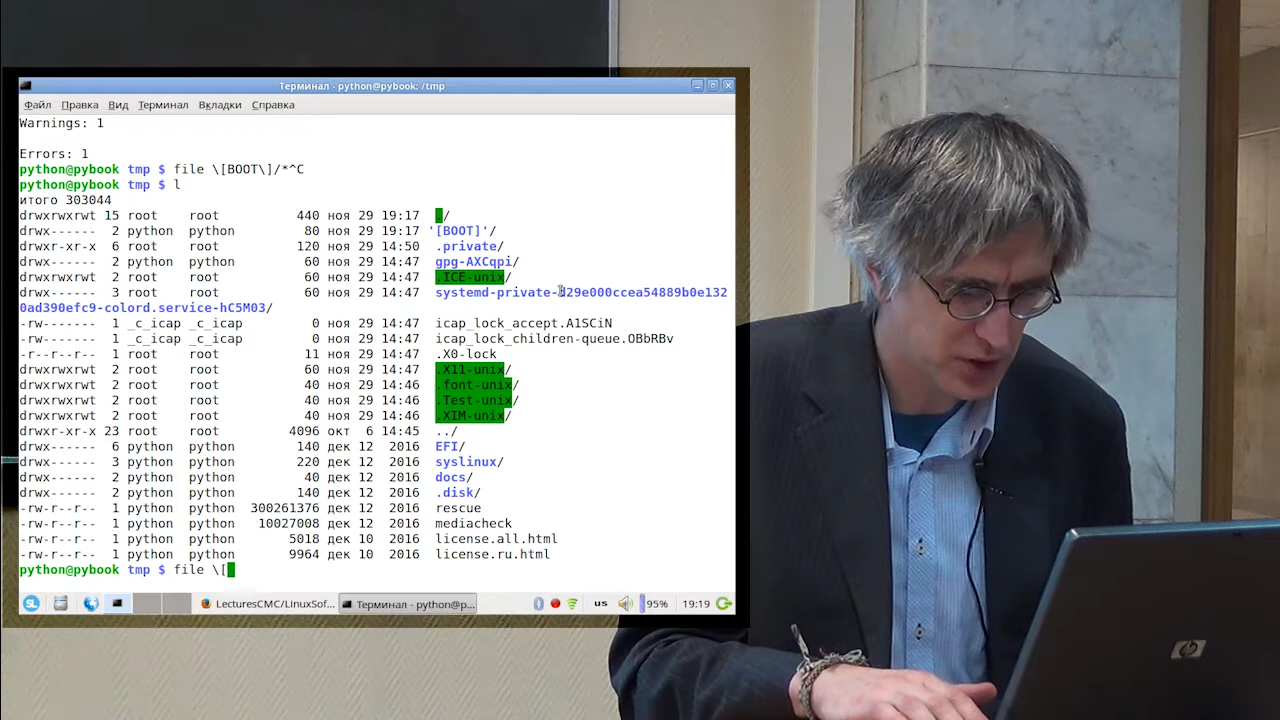 Терминал - python@pybook: /tmp
Файл Правка Вид Терминал Вкладки Справка
Warnings: 1
Errors: 1
python@pybook tmp $ file \[BOOT\]/*^C
python@pybook tmp $ l
итого 303044
drwxrwxrwt 15 root root 440 ноя 29 19:17 ./
drwx------ 2 python python 80 ноя 29 19:17 '[BOOT]'/
drwxr-xr-x 6 root root 120 ноя 29 14:50 .private/
drwx------ 2 python python 60 ноя 29 14:47 gpg-AXCqpi/
drwxrwxrwt 2 root root 60 ноя 29 14:47 .ICE-unix/
drwx------ 3 root root 60 ноя 29 14:47 systemd-private-d29e000ccea54889b0e132
0ad390efc9-colord.service-hC5M03/
-rw------- 1 _c_icap _c_icap 0 ноя 29 14:47 icap_lock_accept.A1SCiN
-rw------- 1 _c_icap _c_icap 0 ноя 29 14:47 icap_lock_children-queue.OBbRBv
-r--r--r-- 1 root root 11 ноя 29 14:47 .X0-lock
drwxrwxrwt 2 root root 60 ноя 29 14:47 .X11-unix/
drwxrwxrwt 2 root root 40 ноя 29 14:46 .font-unix/
drwxrwxrwt 2 root root 40 ноя 29 14:46 .Test-unix/
drwxrwxrwt 2 root root 40 ноя 29 14:46 .XIM-unix/
drwxr-xr-x 23 root root 4096 окт 6 14:45 ../
drwx------ 6 python python 140 дек 12 2016 EFI/
drwx------ 3 python python 220 дек 12 2016 syslinux/
drwx------ 2 python python 40 дек 12 2016 docs/
drwx------ 2 python python 140 дек 12 2016 .disk/
-rw-r--r-- 1 python python 300261376 дек 12 2016 rescue
-rw-r--r-- 1 python python 10027008 дек 12 2016 mediacheck
-rw-r--r-- 1 python python 5018 дек 10 2016 license.all.html
-rw-r--r-- 1 python python 9964 дек 10 2016 license.ru.html
python@pybook tmp $ file \[
LecturesCMC/LinuxSof... Терминал - python@p... us 95% 19:19
hp